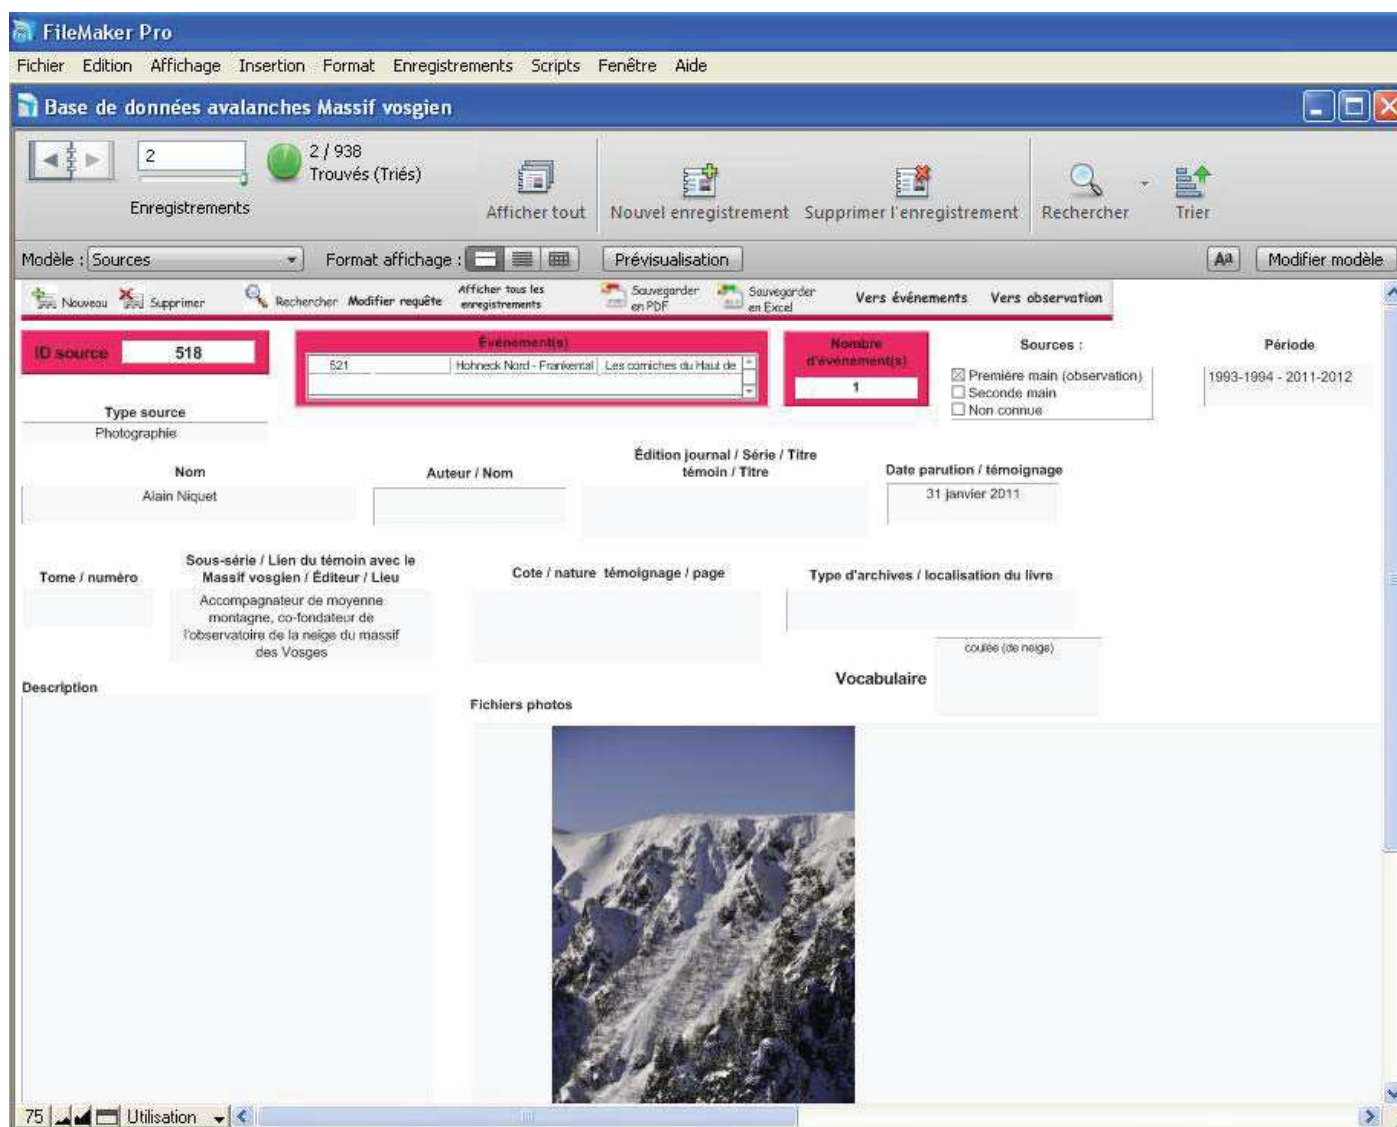 FileMaker Pro
Fichier Edition Affichage Insertion Format Enregistrements Scripts Fenêtre Aide
Base de données avalanches Massif vosgien
2
2 / 938
Trouvés (Triés)
Enregistrements
Afficher tout
Nouvel enregistrement
Supprimer l'enregistrement
Rechercher
Trier
Modèle : Sources
Format affichage :
Prévisualisation
Aa
Modifier modèle
Nouveau
Supprimer
Rechercher
Modifier requête
Afficher tous les
enregistrements
Sauvegarder
en PDF
Sauvegarder
en Excel
Vers événements
Vers observation
ID source
518
Événement(s)
521 Hohneck Nord - Frankental Les corniches du Haut de
Nombre
d'événement(s)
1
Sources :
Première main (observation)
Seconde main
Non connue
Période
1993-1994 - 2011-2012
Type source
Photographie
Nom
Alain Niquet
Auteur / Nom
Édition journal / Série / Titre
témoin / Titre
Date parution / témoignage
31 janvier 2011
Tome / numéro
Sous-série / Lien du témoin avec le
Massif vosgien / Éditeur / Lieu
Accompagnateur de moyenne
montagne, co-fondateur de
l'observatoire de la neige du massif
des Vosges
Cote / nature témoignage / page
Type d'archives / localisation du livre
coulée (de neige)
Vocabulaire
Description
Fichiers photos
75
Utilisation